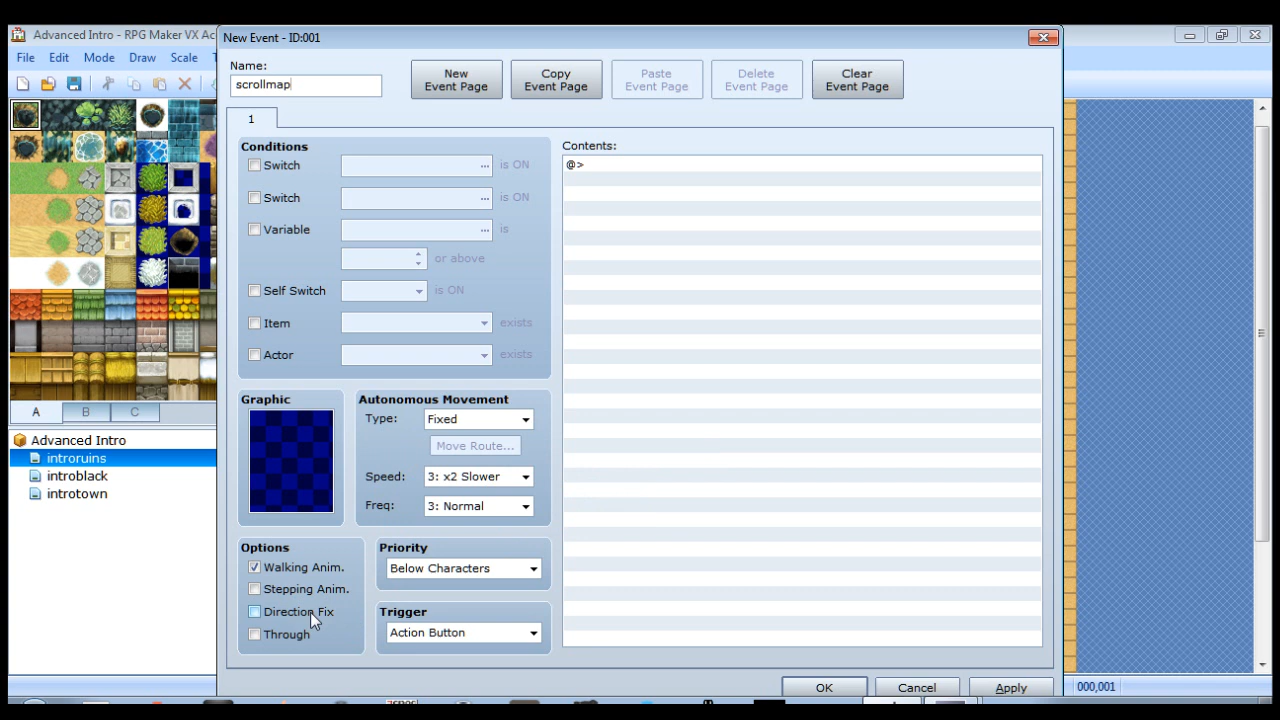 Advanced Intro - RPG Maker VX Ac
New Event - ID:001
File Edit Mode Draw Scale
Name:
scrollmap
New Event Page
Copy Event Page
Paste Event Page
Delete Event Page
Clear Event Page
1
Conditions
Switch ... is ON
Switch ... is ON
Variable ... is
or above
Self Switch is ON
Item exists
Actor exists
Contents:
@>
Graphic
Autonomous Movement
Type: Fixed
Move Route...
Speed: 3: x2 Slower
Freq: 3: Normal
A B C
Advanced Intro
introruins
introblack
introtown
Options
Walking Anim.
Stepping Anim.
Direction Fix
Through
Priority
Below Characters
Trigger
Action Button
OK Cancel Apply
000,001